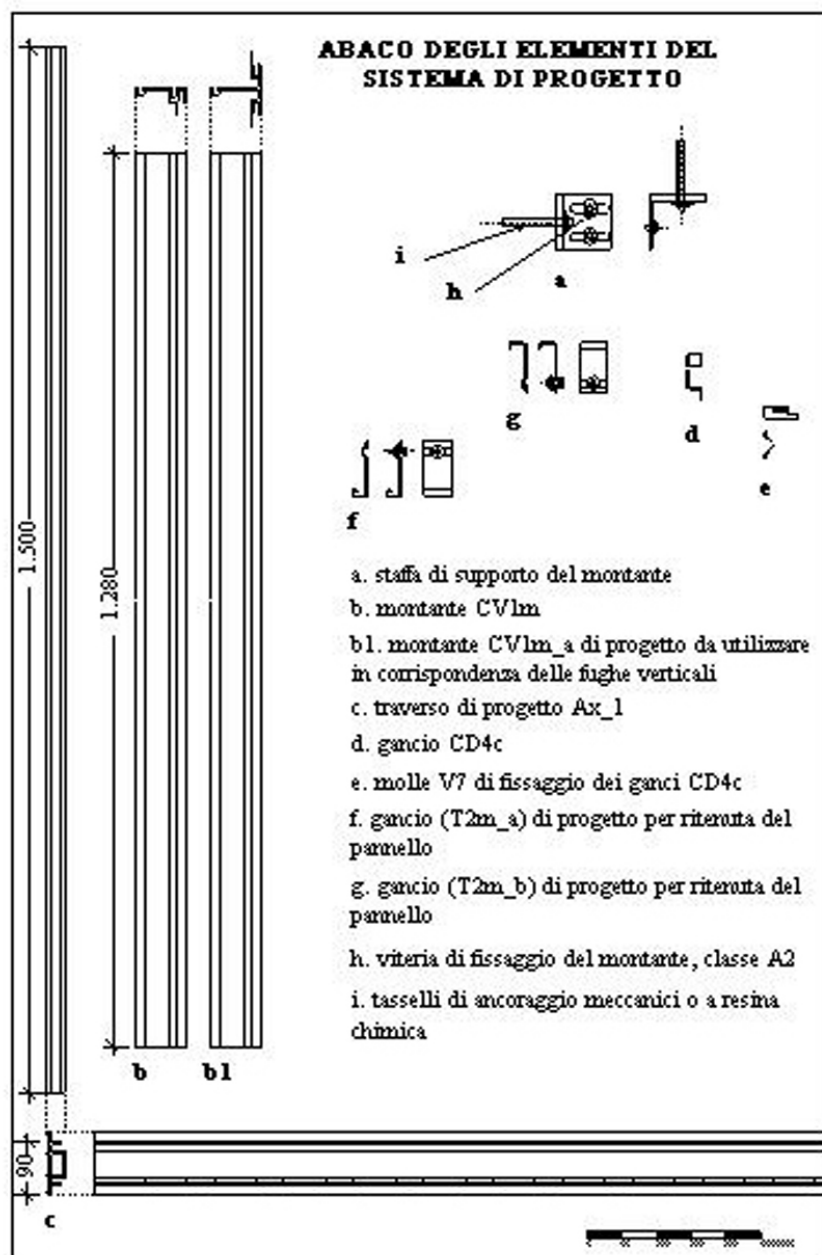 ABACO DEGLI ELEMENTI DEL
SISTEMA DI PROGETTO
i
h
a
g
d
e
f
1.500
1.280
a. staffa di supporto del montante
b. montante CV1m
b1. montante CV1m_a di progetto da utilizzare
in corrispondenza delle fughe verticali
c. traverso di progetto Ax_1
d. gancio CD4c
e. molle V7 di fissaggio dei ganci CD4c
f. gancio (T2m_a) di progetto per ritenuta del
pannello
g. gancio (T2m_b) di progetto per ritenuta del
pannello
h. viteria di fissaggio del montante, classe A2
i. tasselli di ancoraggio meccanici o a resina
chimica
b b1
90
c